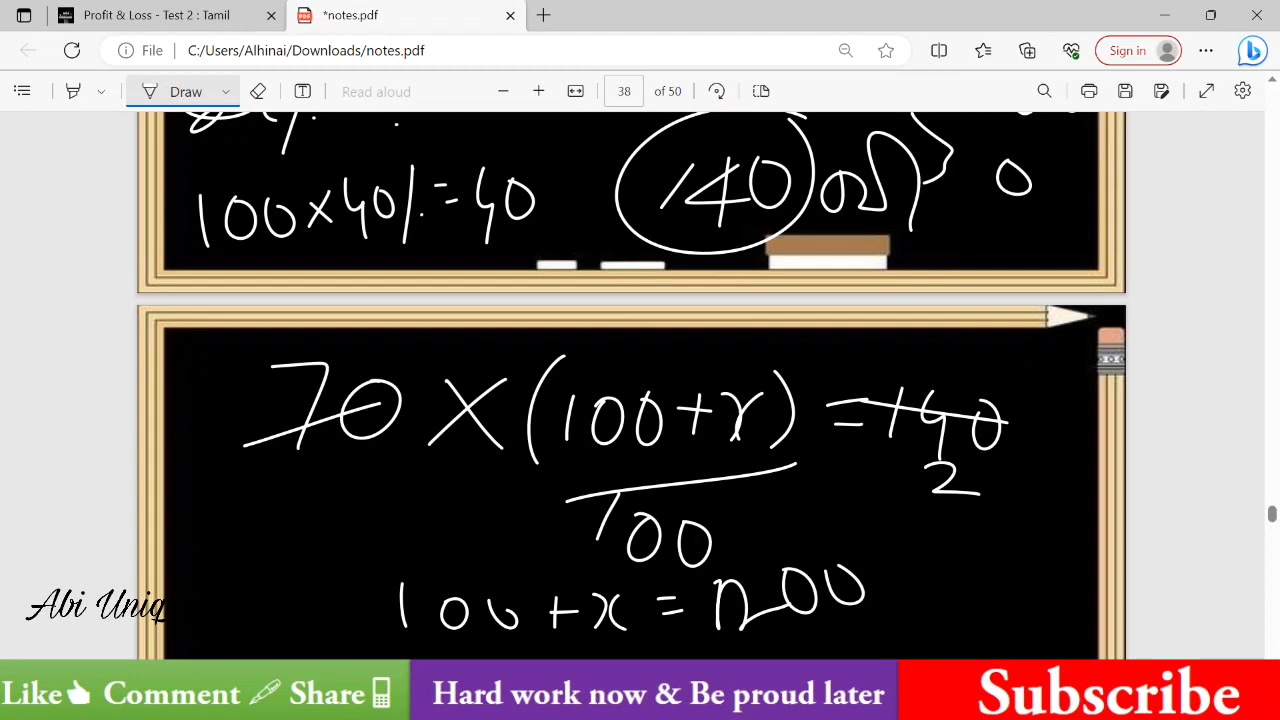 Profit & Loss - Test 2 : Tamil
*notes.pdf
File C:/Users/Alhinai/Downloads/notes.pdf
Sign in
Draw
Read aloud
38 of 50
100×40%=40
140
0
70×(100+x)=140
2
100
100+x=200
Abi Uniq
Like Comment Share
Hard work now & Be proud later
Subscribe